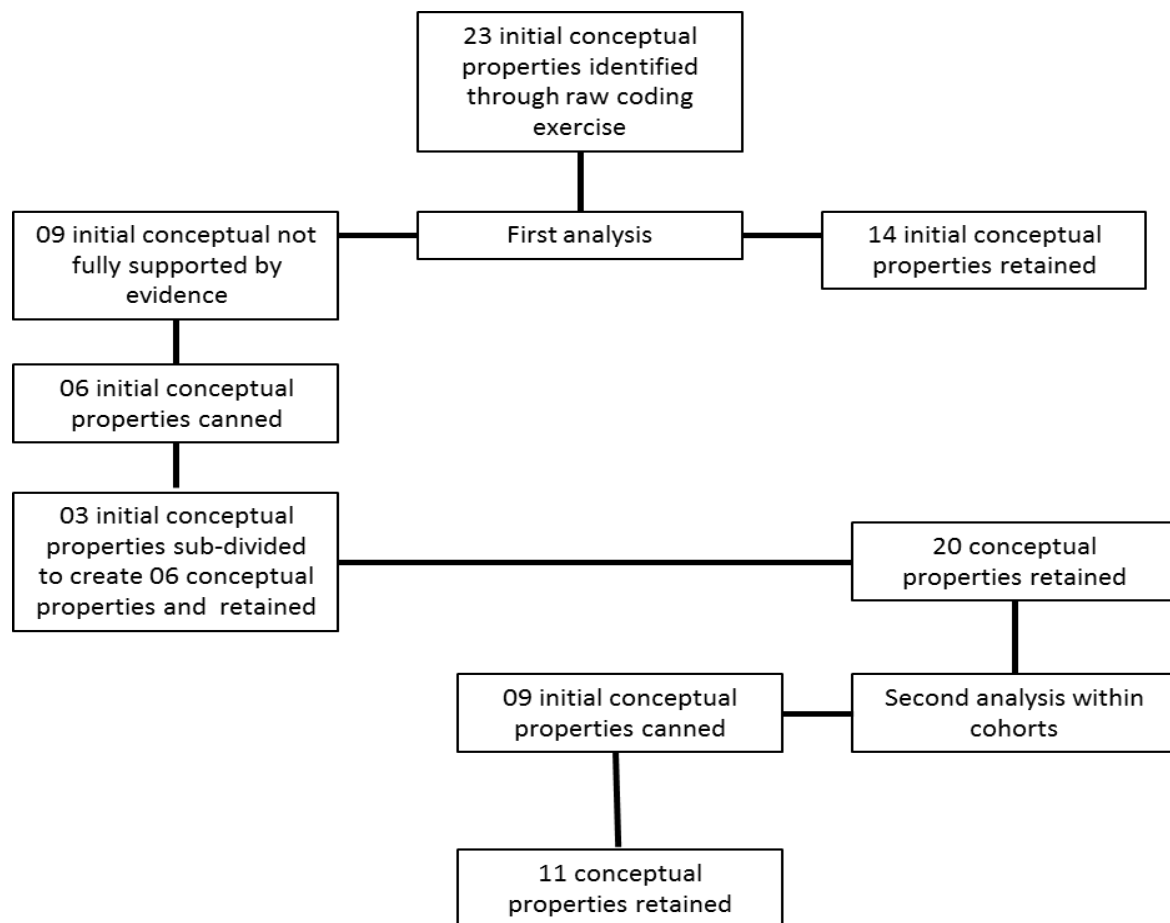 23 initial conceptual
properties identified
through raw coding
exercise
09 initial conceptual not
fully supported by
evidence
First analysis
14 initial conceptual
properties retained
06 initial conceptual
properties canned
03 initial conceptual
properties sub-divided
to create 06 conceptual
properties and  retained
20 conceptual
properties retained
09 initial conceptual
properties canned
Second analysis within
cohorts
11 conceptual
properties retained